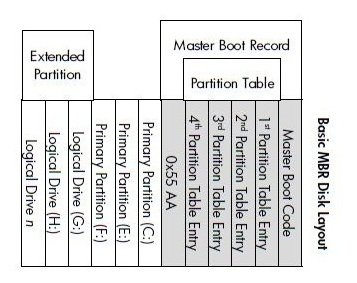 Basic MBR Disk Layout
Master Boot Record
Partition Table
Master Boot Code
1st Partition Table Entry
2nd Partition Table Entry
3rd Partition Table Entry
4th Partition Table Entry
0x55 AA
Primary Partition (C:)
Primary Partition (E:)
Primary Partition (F:)
Extended
Partition
Logical Drive (G:)
Logical Drive (H:)
Logical Drive n